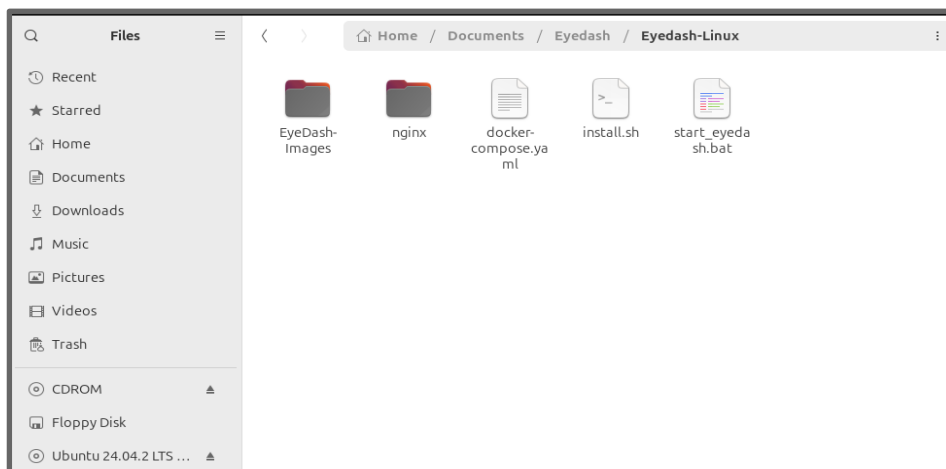 Files
Home / Documents / Eyedash / Eyedash-Linux
Recent
Starred
Home
Documents
Downloads
Music
Pictures
Videos
Trash
CDROM
Floppy Disk
Ubuntu 24.04.2 LTS ...
EyeDash-
Images
nginx
docker-
compose.ya
ml
>_
install.sh
start_eyeda
sh.bat